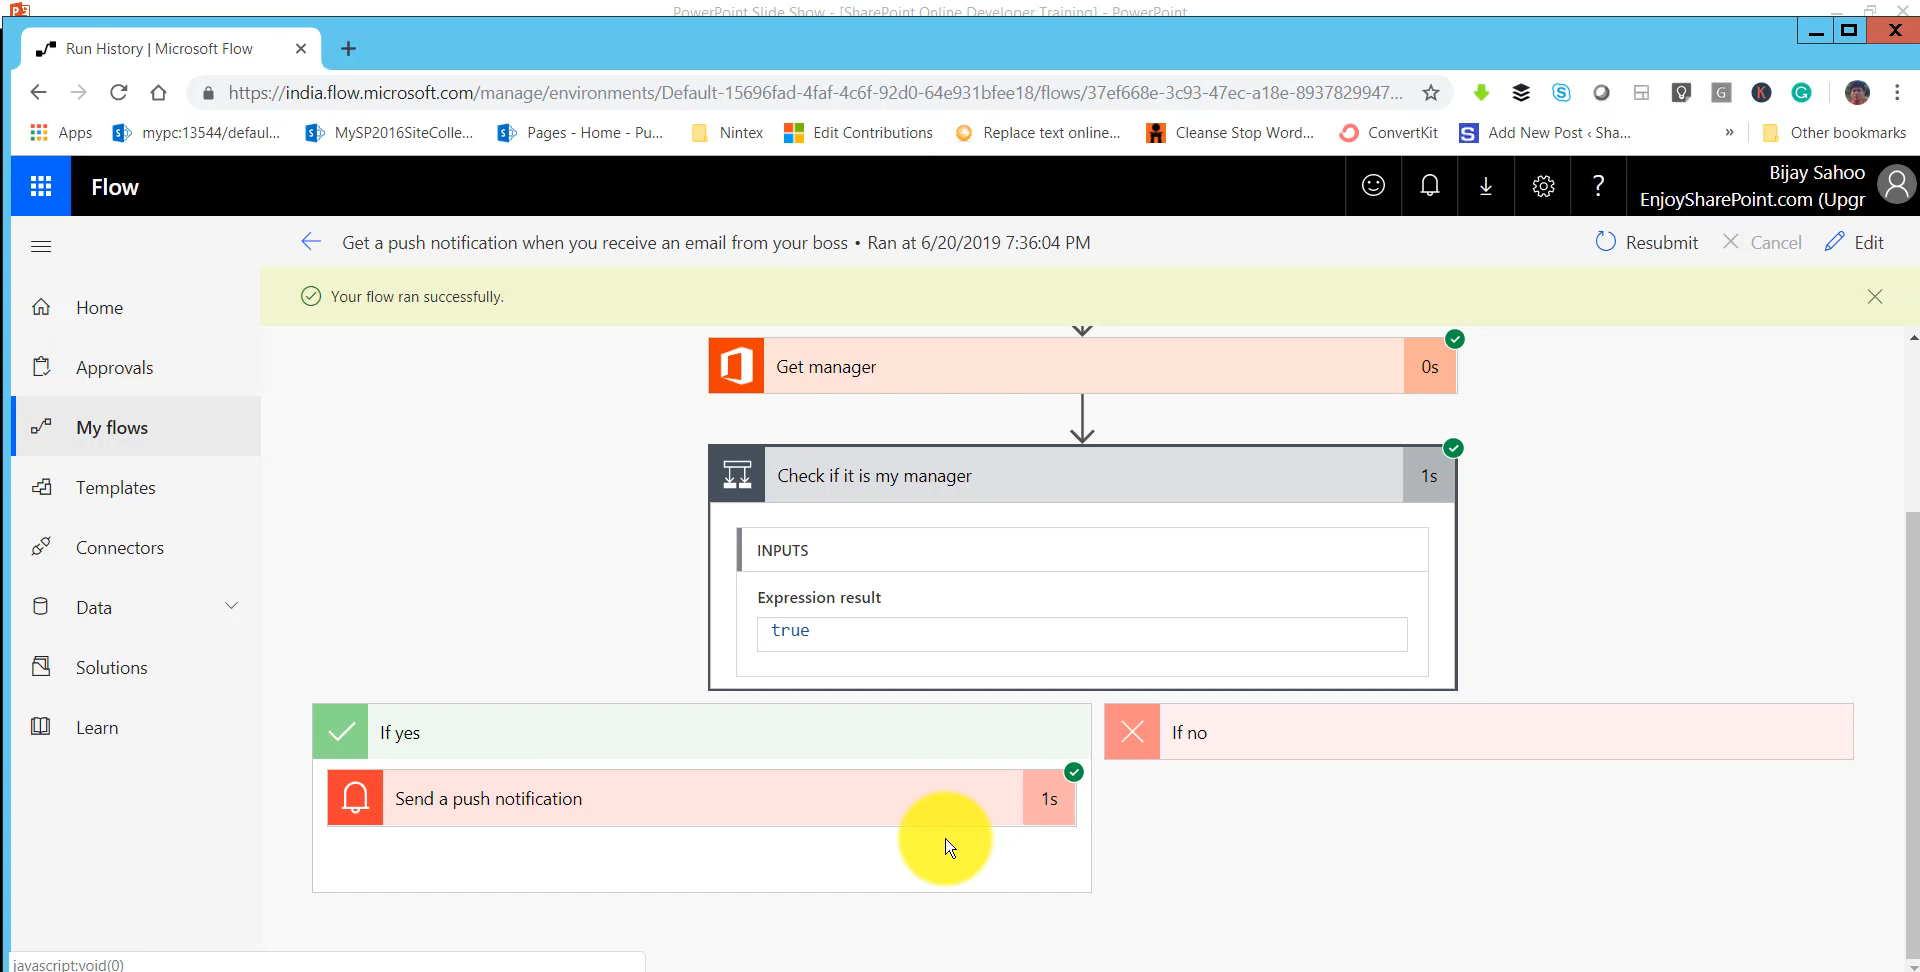 PowerPoint Slide Show - [SharePoint Online Developer Training] - PowerPoint
Run History | Microsoft Flow
https://india.flow.microsoft.com/manage/environments/Default-15696fad-4faf-4c6f-92d0-64e931bfee18/flows/37ef668e-3c93-47ec-a18e-8937829947...
Apps mypc:13544/defaul... MySP2016SiteColle... Pages - Home - Pu... Nintex Edit Contributions Replace text online... Cleanse Stop Word... ConvertKit Add New Post ‹ Sha... » Other bookmarks
Flow
Bijay Sahoo
EnjoySharePoint.com (Upgr
Get a push notification when you receive an email from your boss • Ran at 6/20/2019 7:36:04 PM
Resubmit Cancel Edit
Your flow ran successfully.
Home
Approvals
My flows
Templates
Connectors
Data
Solutions
Learn
Get manager 0s
Check if it is my manager 1s
INPUTS
Expression result
true
If yes
If no
Send a push notification 1s
javascript:void(0)